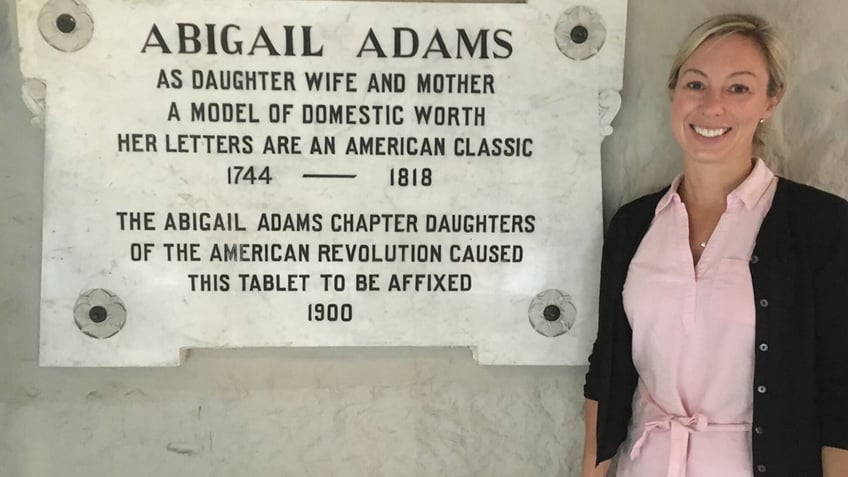 ABIGAIL ADAMS
AS DAUGHTER WIFE AND MOTHER
A MODEL OF DOMESTIC WORTH
HER LETTERS ARE AN AMERICAN CLASSIC
1744 — 1818
THE ABIGAIL ADAMS CHAPTER DAUGHTERS
OF THE AMERICAN REVOLUTION CAUSED
THIS TABLET TO BE AFFIXED
1900